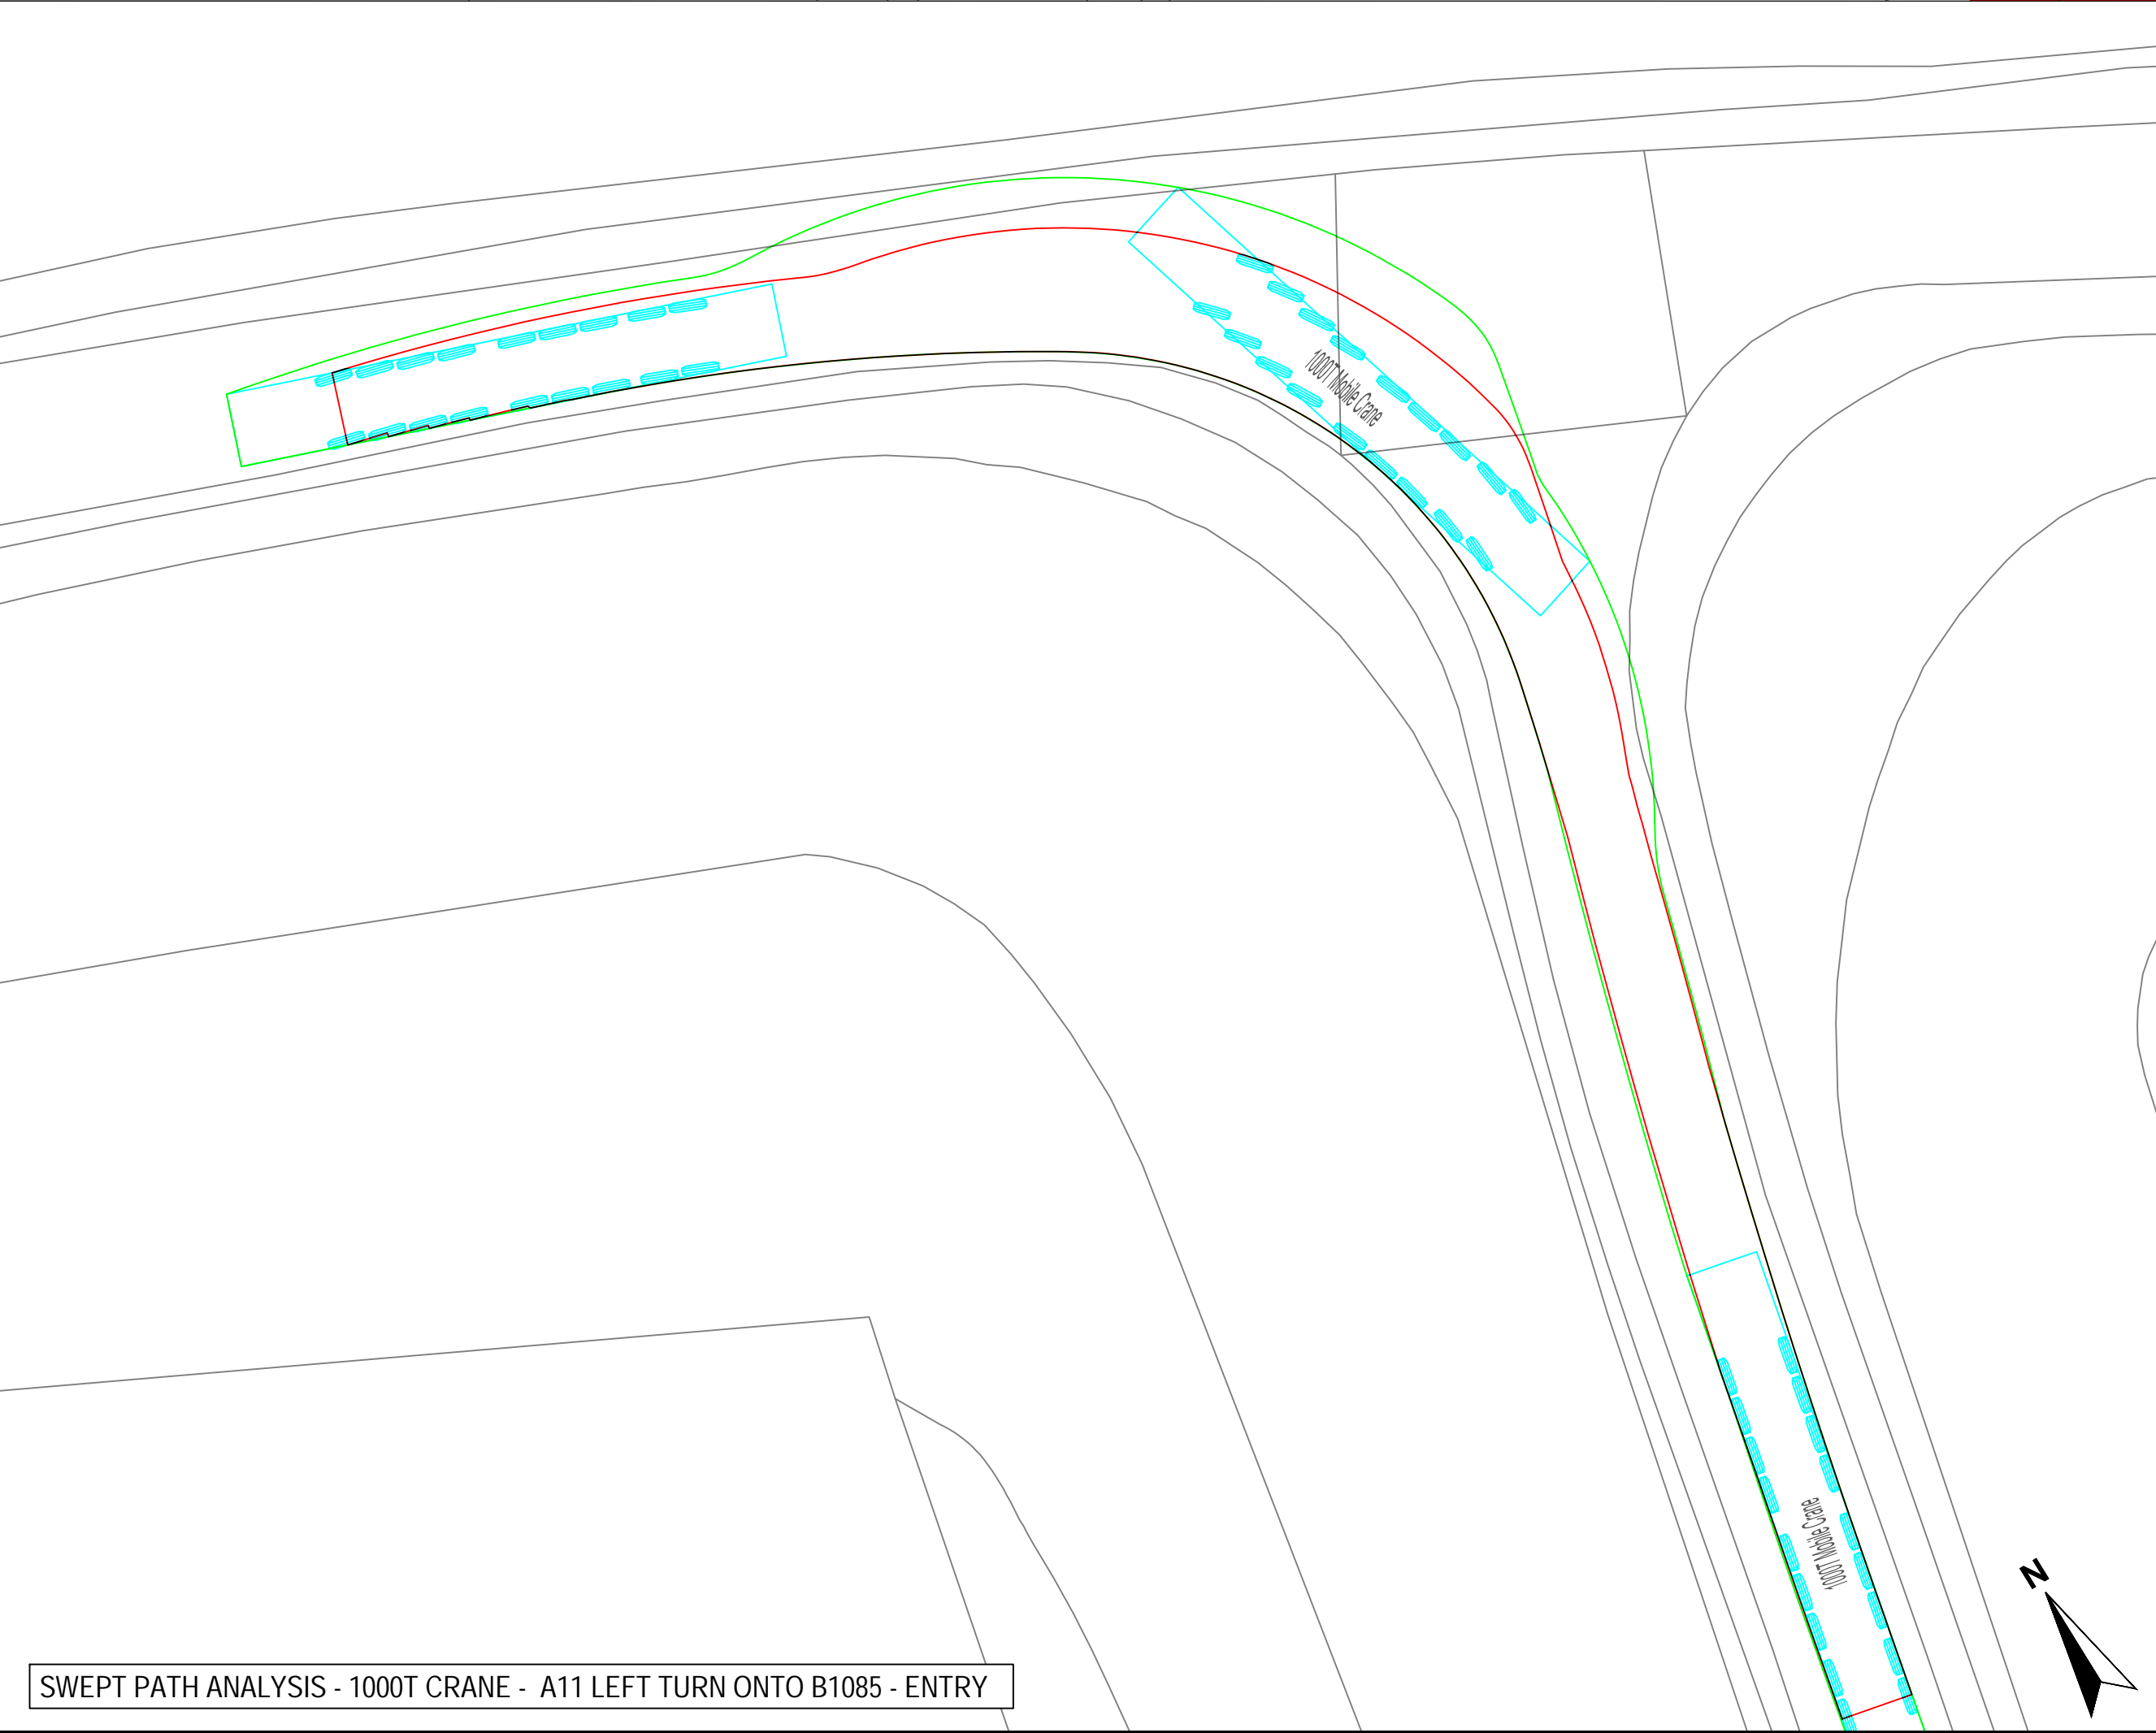 1000T Mobile Crane
1000T Mobile Crane
N
SWEPT PATH ANALYSIS - 1000T CRANE - A11 LEFT TURN ONTO B1085 - ENTRY